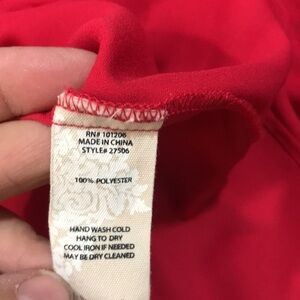 RN# 101206
MADE IN CHINA
STYLE# 27506
100% POLYESTER
HAND WASH COLD
HANG TO DRY
COOL IRON IF NEEDED
MAY BE DRY CLEANED